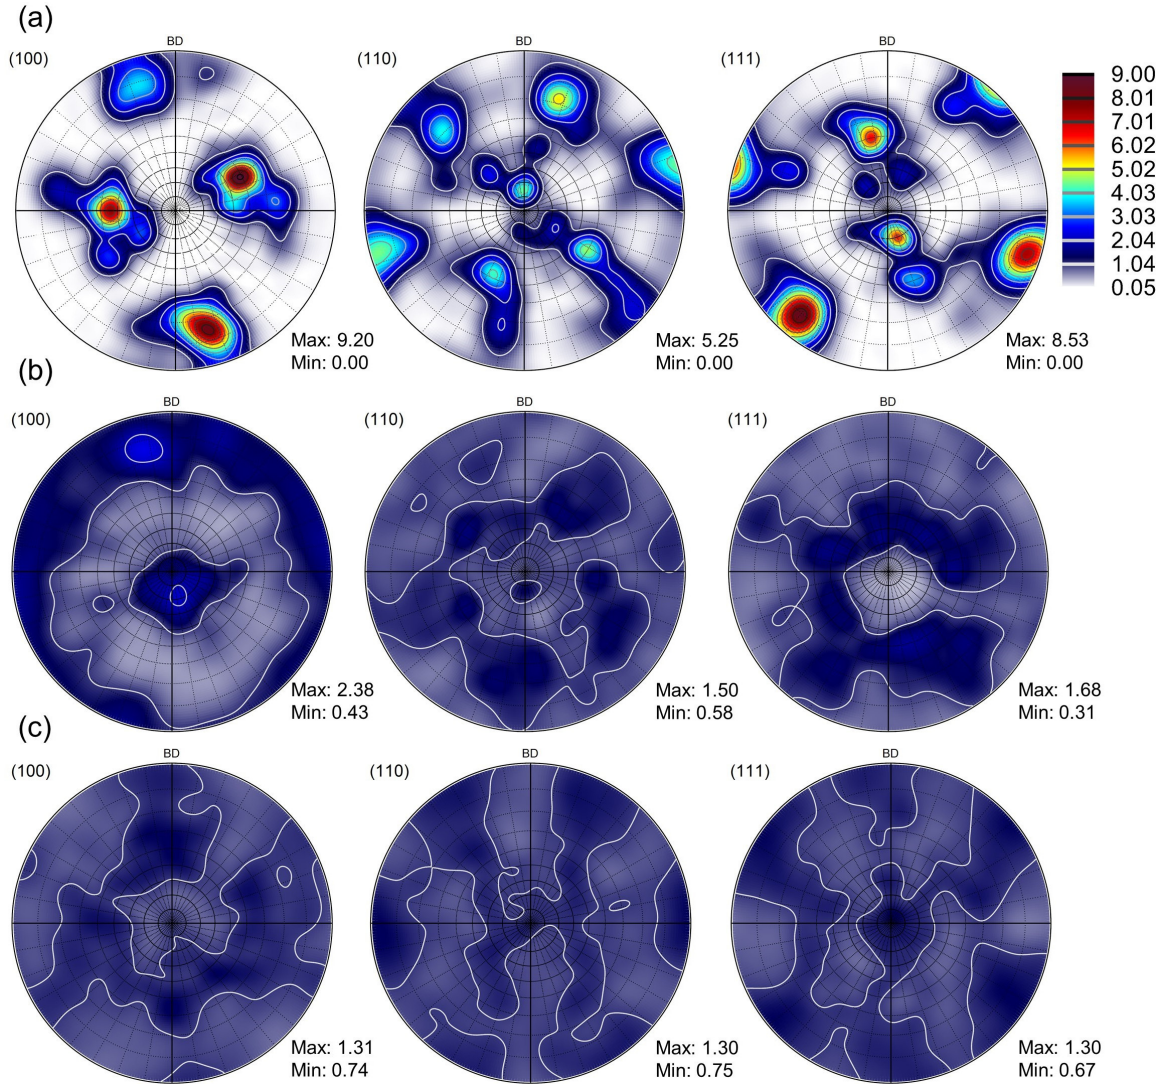 (a)
BD BD BD
(100) (110) (111)
9.00
8.01
7.01
6.02
5.02
4.03
3.03
2.04
1.04
0.05
Max: 9.20 Max: 5.25 Max: 8.53
Min: 0.00 Min: 0.00 Min: 0.00
(b)
BD BD BD
(100) (110) (111)
Max: 2.38 Max: 1.50 Max: 1.68
Min: 0.43 Min: 0.58 Min: 0.31
(c)
BD BD BD
(100) (110) (111)
Max: 1.31 Max: 1.30 Max: 1.30
Min: 0.74 Min: 0.75 Min: 0.67